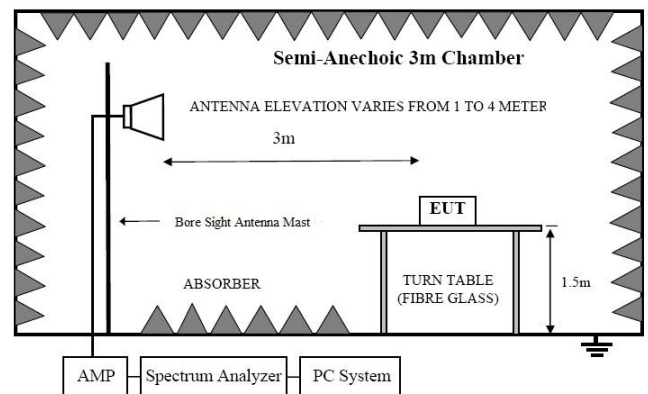 Semi-Anechoic 3m Chamber
ANTENNA ELEVATION VARIES FROM 1 TO 4 METER
3m
EUT
Bore Sight Antenna Mast
ABSORBER
TURN TABLE
(FIBRE GLASS)
1.5m
AMP
Spectrum Analyzer
PC System